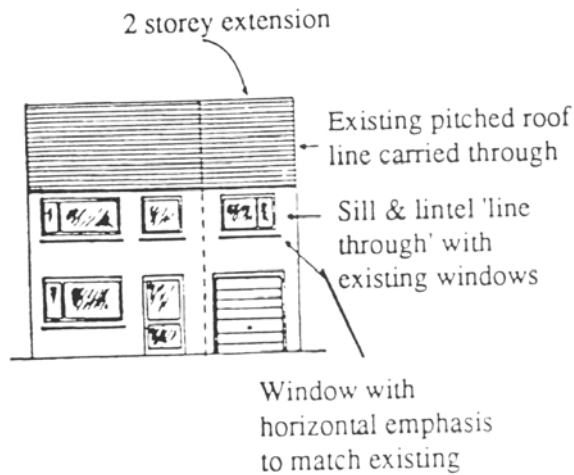 2 storey extension
Existing pitched roof
line carried through
Sill & lintel 'line
through' with
existing windows
Window with
horizontal emphasis
to match existing